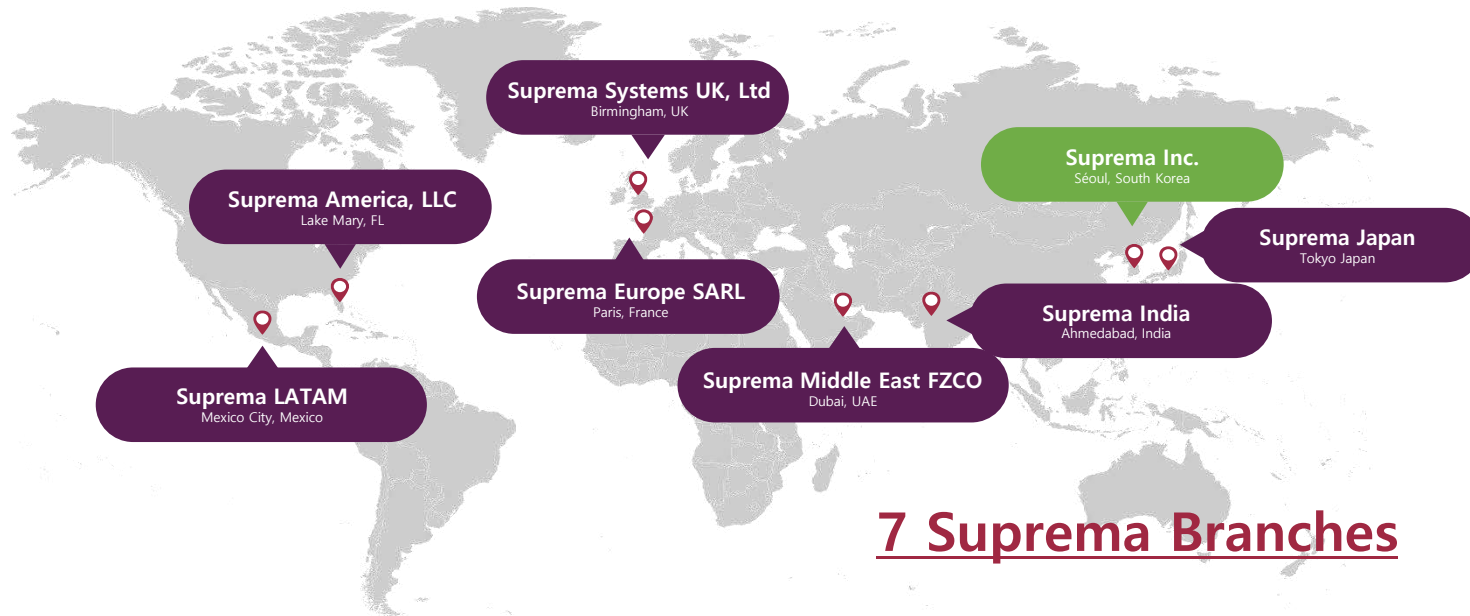 Suprema Systems UK, Ltd
Birmingham, UK
Suprema Inc.
Séoul, South Korea
Suprema America, LLC
Lake Mary, FL
Suprema Japan
Tokyo Japan
Suprema Europe SARL
Paris, France
Suprema India
Ahmedabad, India
Suprema Middle East FZCO
Dubai, UAE
Suprema LATAM
Mexico City, Mexico
7 Suprema Branches